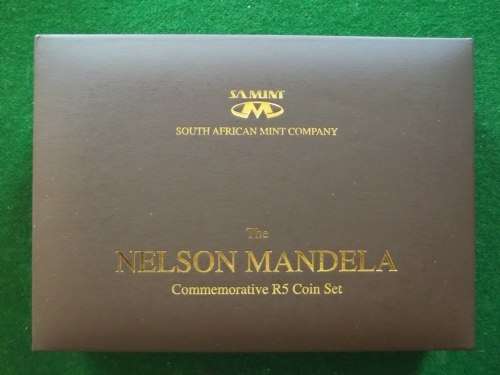 SA MINT
SOUTH AFRICAN MINT COMPANY
The
NELSON MANDELA
Commemorative R5 Coin Set